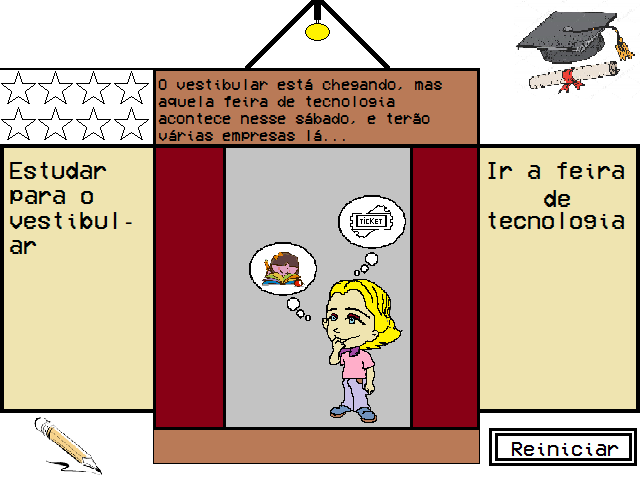 O vestibular está chegando, mas
aquela feira de tecnologia
acontece nesse sábado, e terão
várias empresas lá...
Estudar
para o
vestibul-
ar
TICKET
Ir a feira
de
tecnologia
Reiniciar